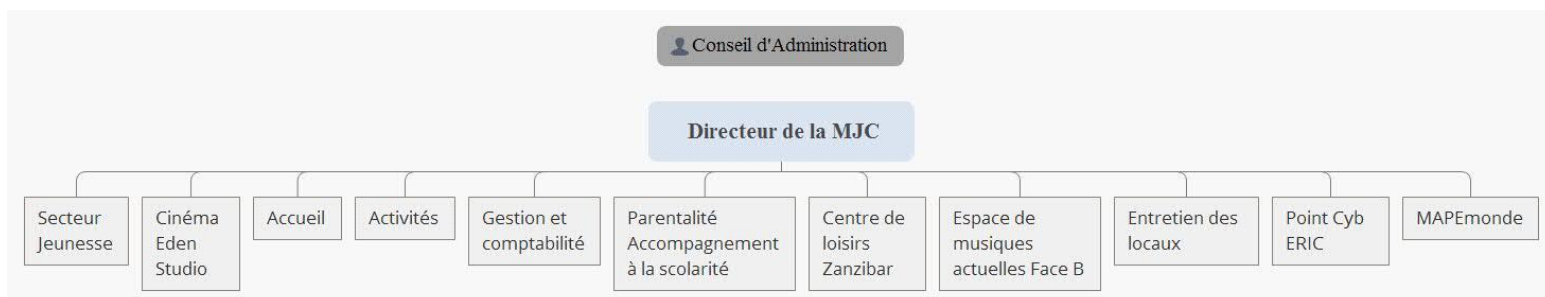 Conseil d'Administration
Directeur de la MJC
Secteur
Jeunesse
Cinéma
Eden
Studio
Accueil
Activités
Gestion et
comptabilité
Parentalité
Accompagnement
à la scolarité
Centre de
loisirs
Zanzibar
Espace de
musiques
actuelles Face B
Entretien des
locaux
Point Cyb
ERIC
MAPEmonde